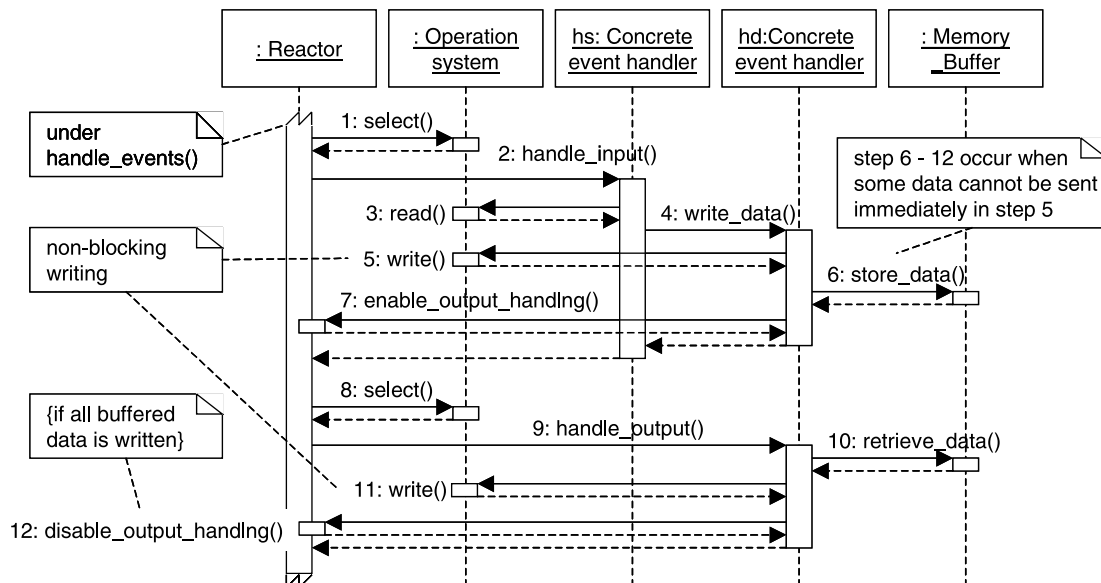 : Reactor
: Operation
system
hs: Concrete
event handler
hd:Concrete
event handler
: Memory
_Buffer
under
handle_events()
1: select()
2: handle_input()
step 6 - 12 occur when
some data cannot be sent
immediately in step 5
3: read()
4: write_data()
non-blocking
writing
5: write()
6: store_data()
7: enable_output_handlng()
{if all buffered
data is written}
8: select()
9: handle_output()
10: retrieve_data()
11: write()
12: disable_output_handlng()